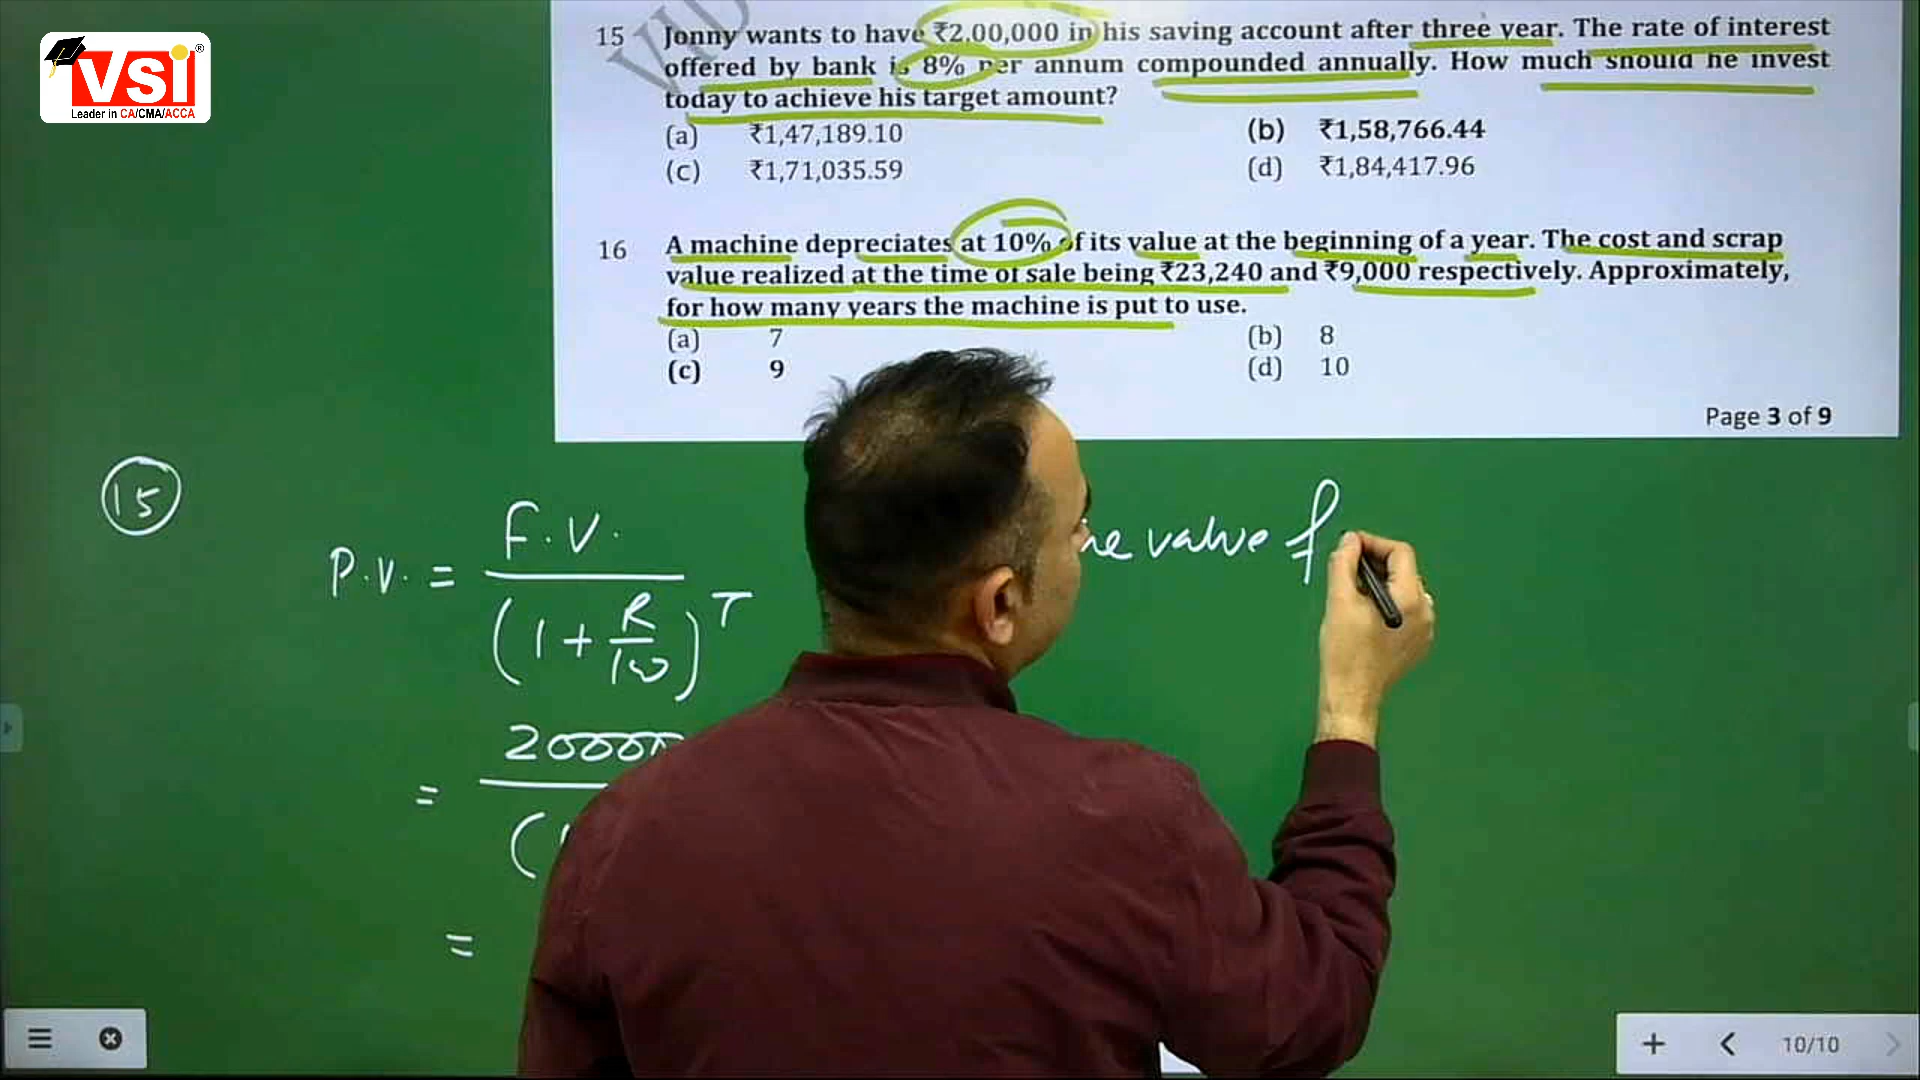 VSI
Leader in CA/CMA/ACCA
VID
15 Jonny wants to have ₹2,00,000 in his saving account after three year. The rate of interest
offered by bank is 8% per annum compounded annually. How much should he invest
today to achieve his target amount?
(a) ₹1,47,189.10 (b) ₹1,58,766.44
(c) ₹1,71,035.59 (d) ₹1,84,417.96
16 A machine depreciates at 10% of its value at the beginning of a year. The cost and scrap
value realized at the time of sale being ₹23,240 and ₹9,000 respectively. Approximately,
for how many years the machine is put to use.
(a) 7 (b) 8
(c) 9 (d) 10
Page 3 of 9
15
P.V. = F.V.
(1 + R/100)^T
value
=
=
10/10